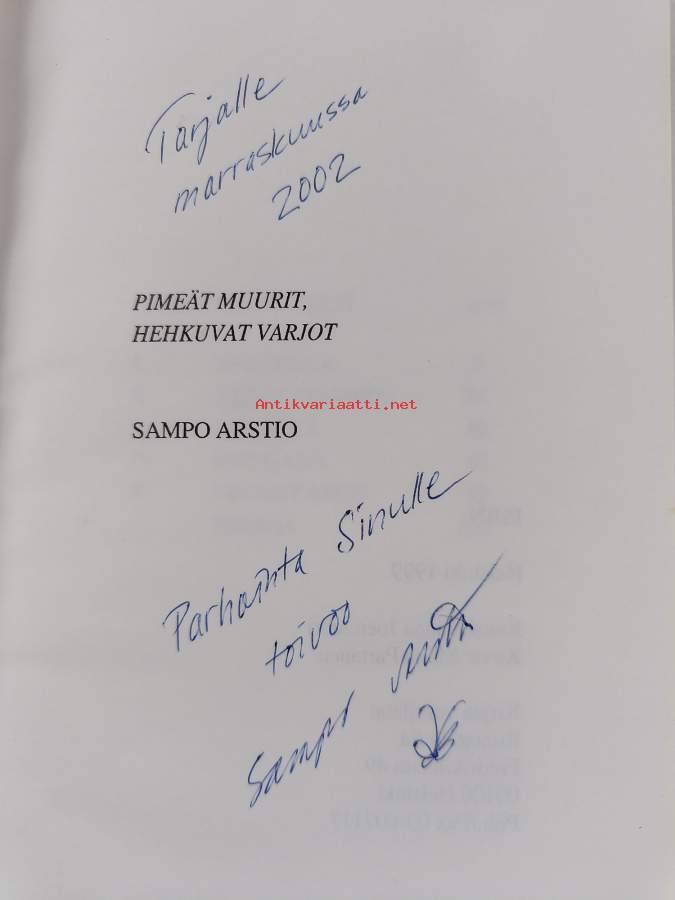 Tarjalle
marraskuussa
2002
PIMEÄT MUURIT,
HEHKUVAT VARJOT
Antikvariaatti.net
SAMPO ARSTIO
Parhainta Sinulle
toivoo
Sampo Arstio